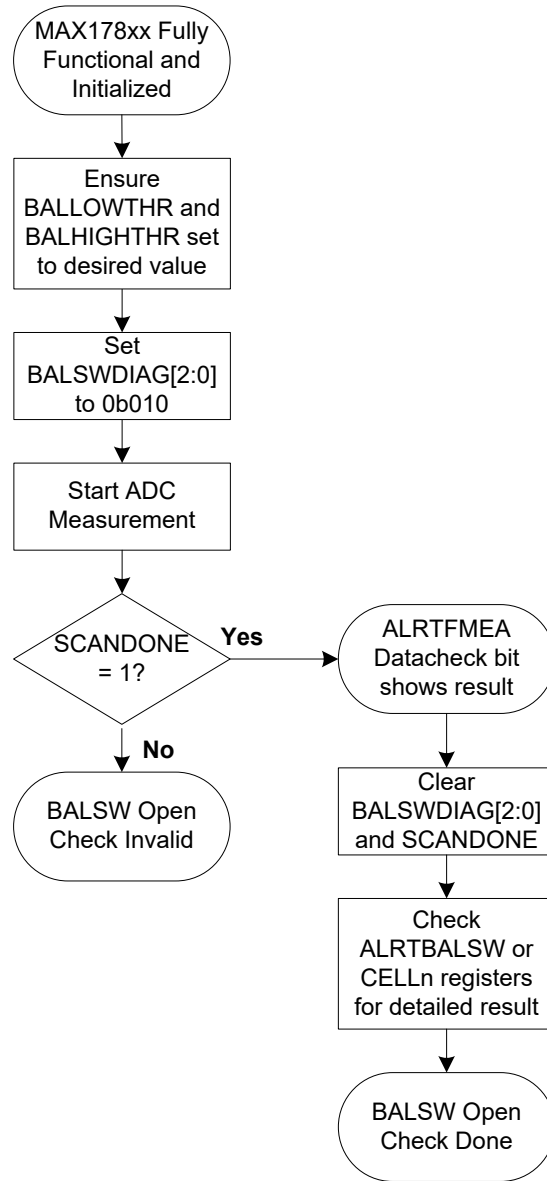 MAX178xx Fully
Functional and
Initialized
Ensure
BALLOWTHR and
BALHIGHTHR set
to desired value
Set
BALSWDIAG[2:0]
to 0b010
Start ADC
Measurement
SCANDONE
= 1?
Yes
No
BALSW Open
Check Invalid
ALRTFMEA
Datacheck bit
shows result
Clear
BALSWDIAG[2:0]
and SCANDONE
Check
ALRTBALSW or
CELLn registers
for detailed result
BALSW Open
Check Done